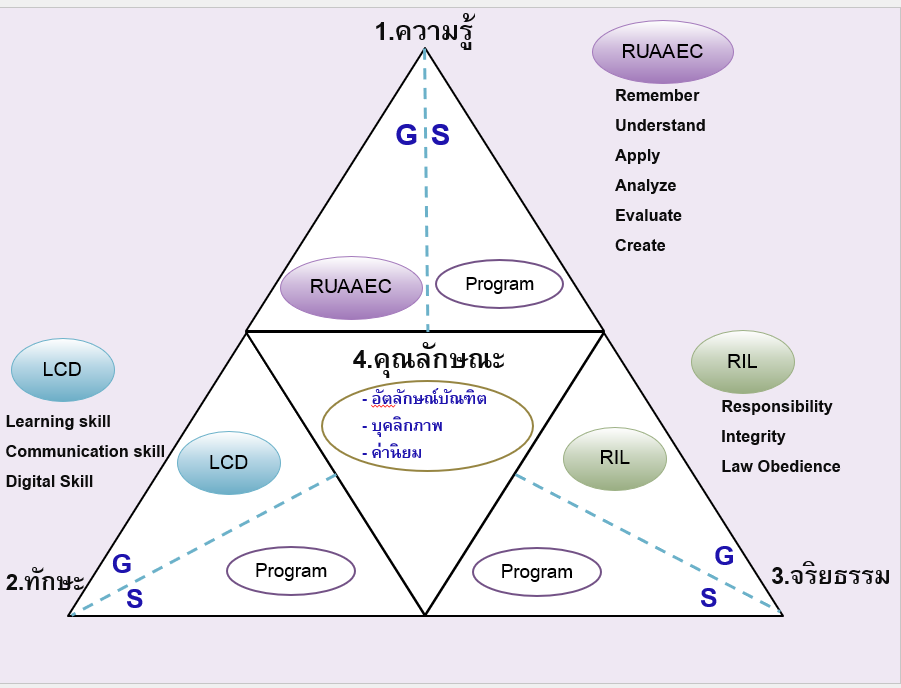 1.ความรู้
RUAAEC
Remember
Understand
Apply
Analyze
Evaluate
Create
G S
RUAAEC
Program
4.คุณลักษณะ
- อัตลักษณ์บัณฑิต
- บุคลิกภาพ
- ค่านิยม
LCD
Learning skill
Communication skill
Digital Skill
LCD
RIL
Responsibility
Integrity
Law Obedience
RIL
2.ทักษะ
G
S
Program
Program
G
S
3.จริยธรรม